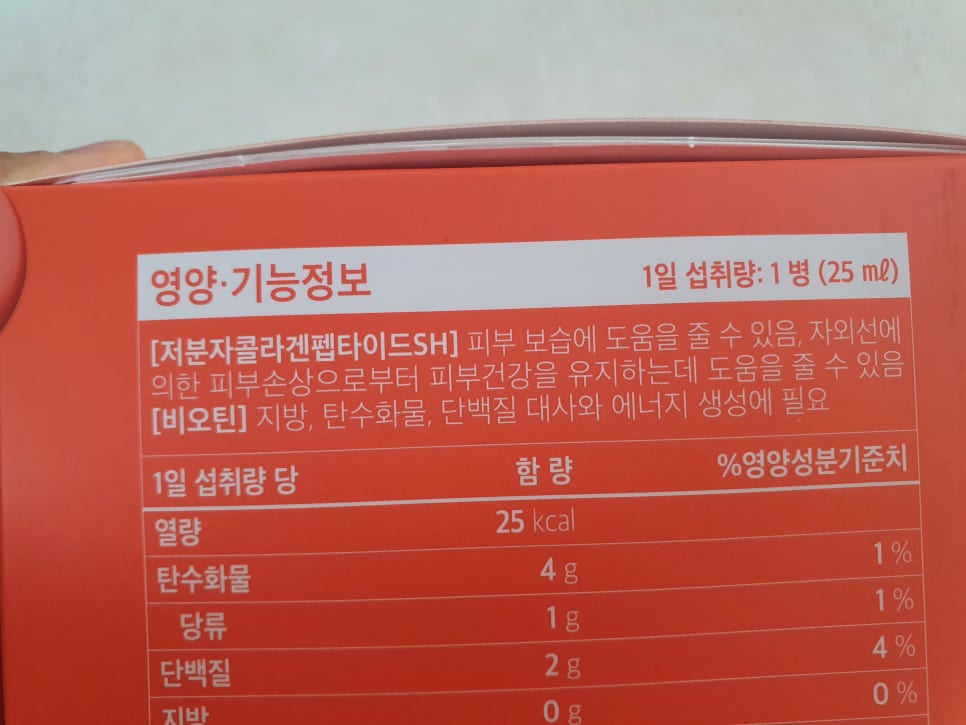 영양·기능정보 1일 섭취량: 1 병 (25 ㎖)
[저분자콜라겐펩타이드SH] 피부 보습에 도움을 줄 수 있음, 자외선에
의한 피부손상으로부터 피부건강을 유지하는데 도움을 줄 수 있음
[비오틴] 지방, 탄수화물, 단백질 대사와 에너지 생성에 필요
1일 섭취량 당 함 량 %영양성분기준치
열량 25 kcal
탄수화물 4 g 1 %
당류 1 g 1 %
단백질 2 g 4 %
지방 0 g 0 %